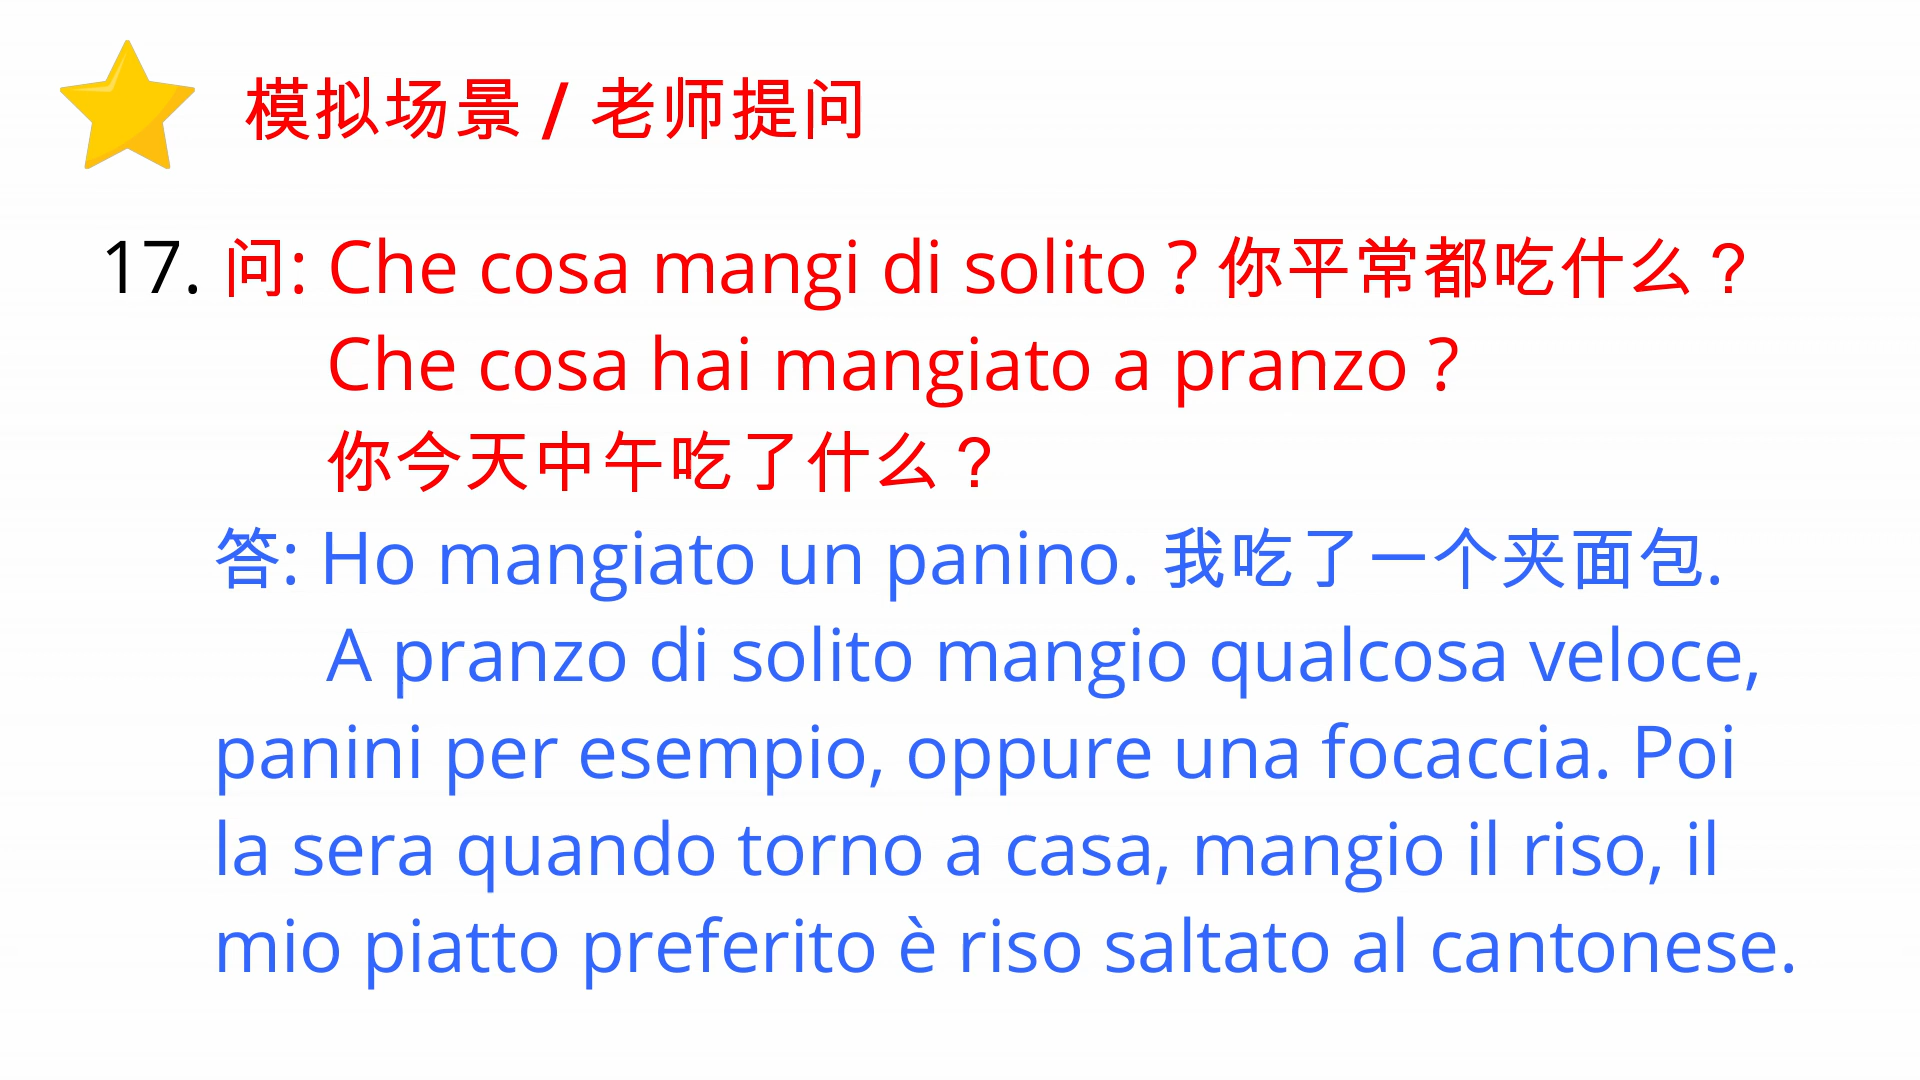 模拟场景 / 老师提问
17. 问: Che cosa mangi di solito ? 你平常都吃什么？
Che cosa hai mangiato a pranzo ?
你今天中午吃了什么？
答: Ho mangiato un panino. 我吃了一个夹面包.
A pranzo di solito mangio qualcosa veloce,
panini per esempio, oppure una focaccia. Poi
la sera quando torno a casa, mangio il riso, il
mio piatto preferito è riso saltato al cantonese.